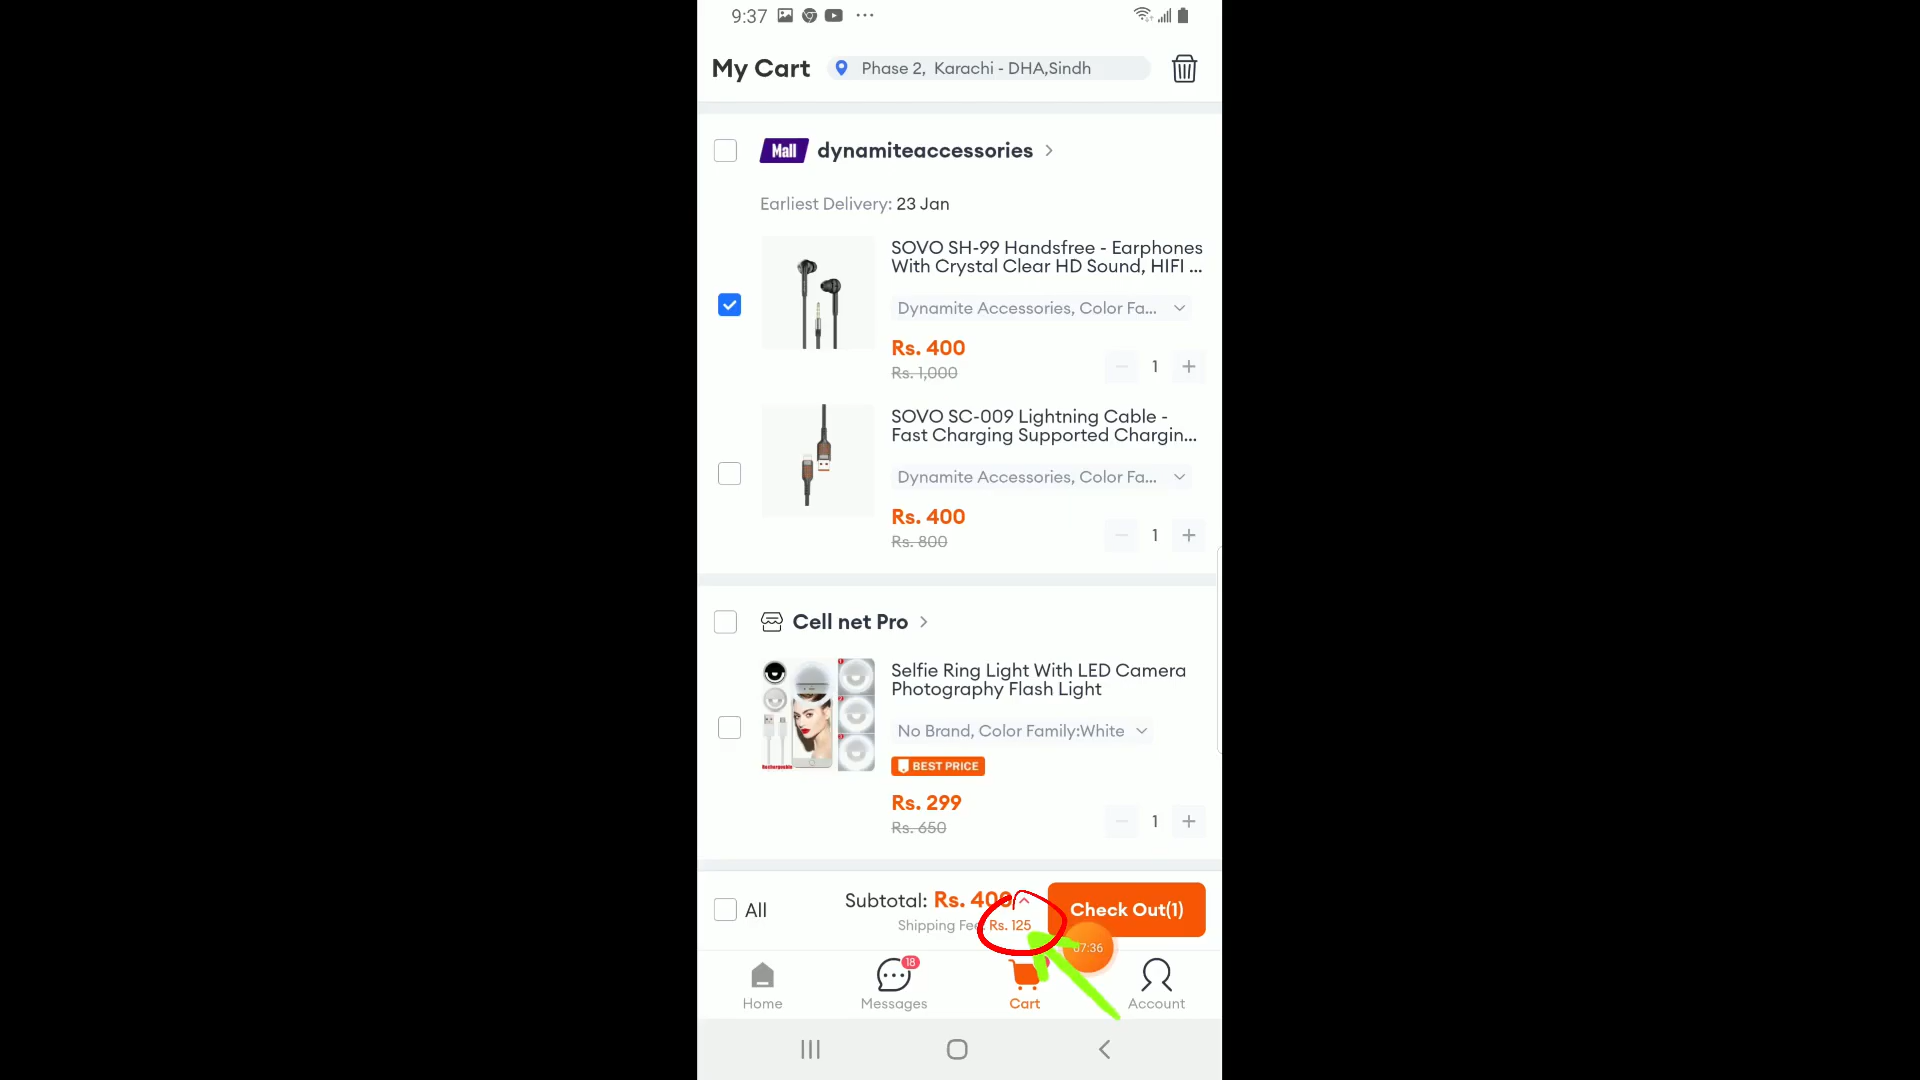 9:37
My Cart
Phase 2, Karachi - DHA,Sindh
Mall dynamiteaccessories
Earliest Delivery: 23 Jan
SOVO SH-99 Handsfree - Earphones
With Crystal Clear HD Sound, HIFI ...
Dynamite Accessories, Color Fa...
Rs. 400
Rs. 1,000
1
SOVO SC-009 Lightning Cable -
Fast Charging Supported Chargin...
Dynamite Accessories, Color Fa...
Rs. 400
Rs. 800
1
Cell net Pro
Selfie Ring Light With LED Camera
Photography Flash Light
No Brand, Color Family:White
Rechargeable
BEST PRICE
Rs. 299
Rs. 650
1
All
Subtotal: Rs. 400
Shipping Fee: Rs. 125
Check Out(1)
07:36
18
Home
Messages
Cart
Account